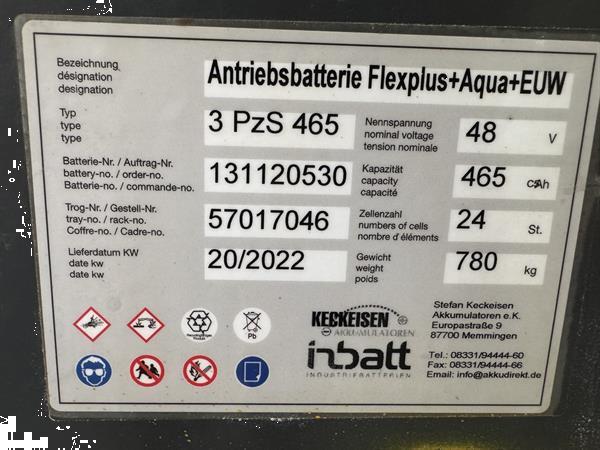 Bezeichnung
désignation
designation
Antriebsbatterie Flexplus+Aqua+EUW
Typ
type
type
3 PzS 465
Nennspannung
nominal voltage
tension nominale
48 V
Batterie-Nr. / Auftrag-Nr.
battery-no. / order-no.
Batterie-no. / commande-no.
131120530
Kapazität
capacity
capacité
465 c5Ah
Trog-Nr. / Gestell-Nr.
tray-no. / rack-no.
Coffre-no. / Cadre-no.
57017046
Zellenzahl
numbers of cells
nombre d´éléments
24 St.
Lieferdatum KW
date kw
date kw
20/2022
Gewicht
weight
poids
780 kg
Pb
KECKEISEN
AKKUMULATOREN
inbatt
INDUSTRIEBATTERIEN
Stefan Keckeisen
Akkumulatoren e.K.
Europastraße 9
87700 Memmingen
Tel.: 08331/94444-60
Fax: 08331/94444-66
Email: info@akkudirekt.de